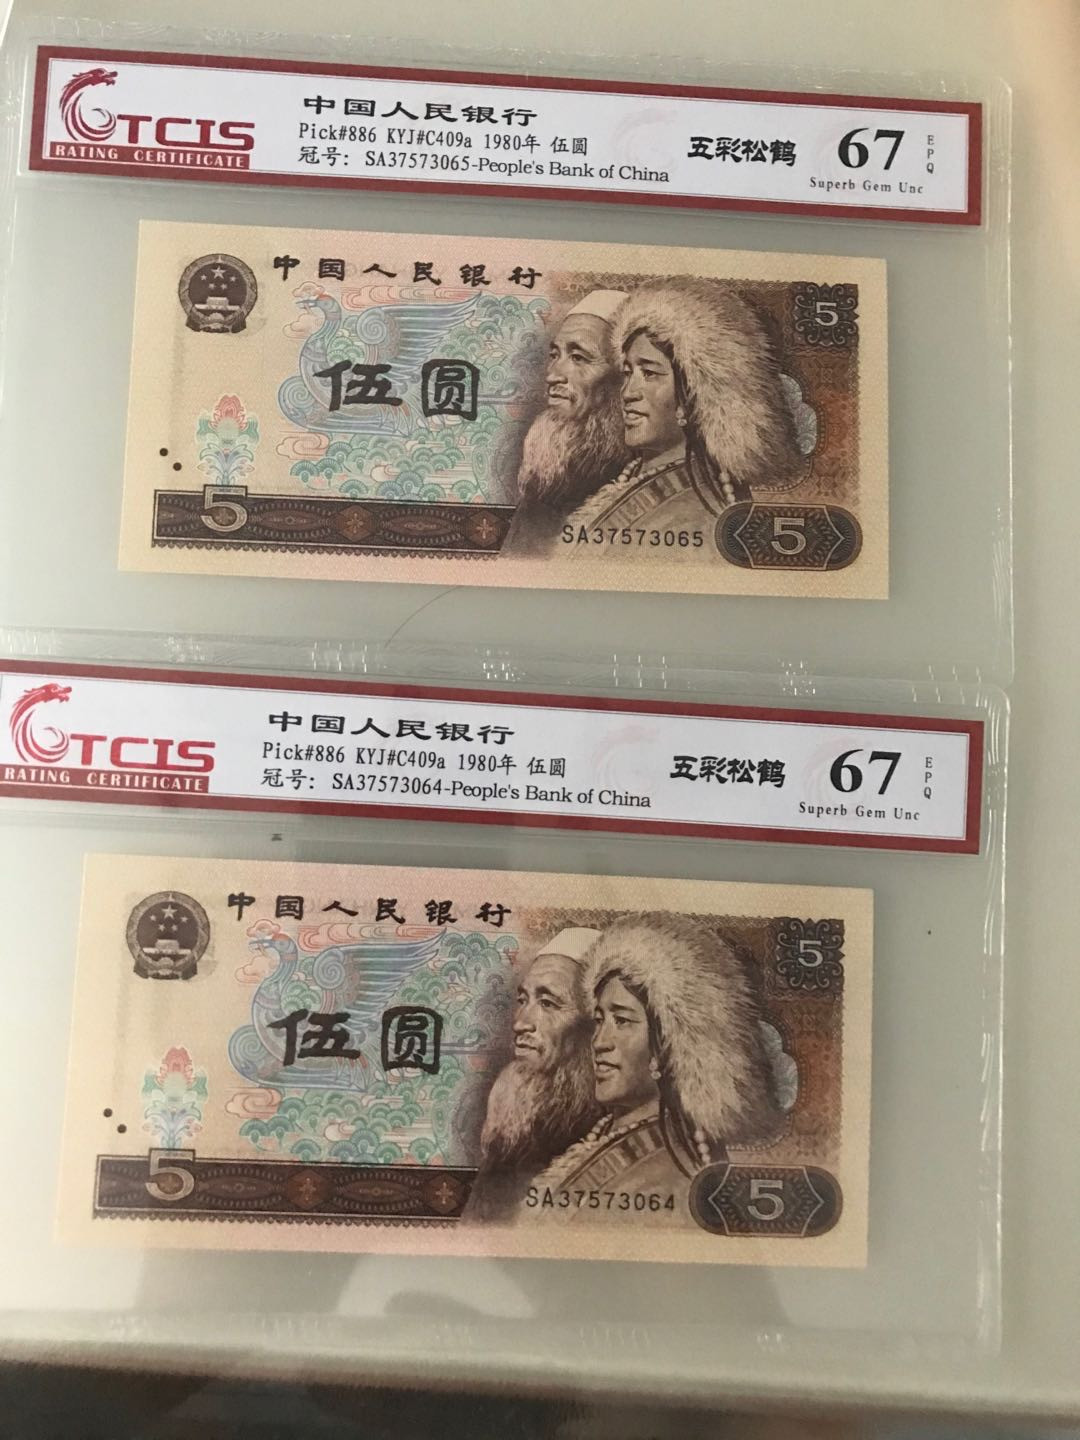 TCIS
RATING CERTIFICATE
中国人民银行
Pick#886 KYJ#C409a 1980年 伍圆
冠号: SA37573065-People's Bank of China
五彩松鹤
67
EPQ
Superb Gem Unc
中国人民银行
5
伍圆
5
SA37573065
5
TCIS
RATING CERTIFICATE
中国人民银行
Pick#886 KYJ#C409a 1980年 伍圆
冠号: SA37573064-People's Bank of China
五彩松鹤
67
EPQ
Superb Gem Unc
中国人民银行
5
伍圆
5
SA37573064
5